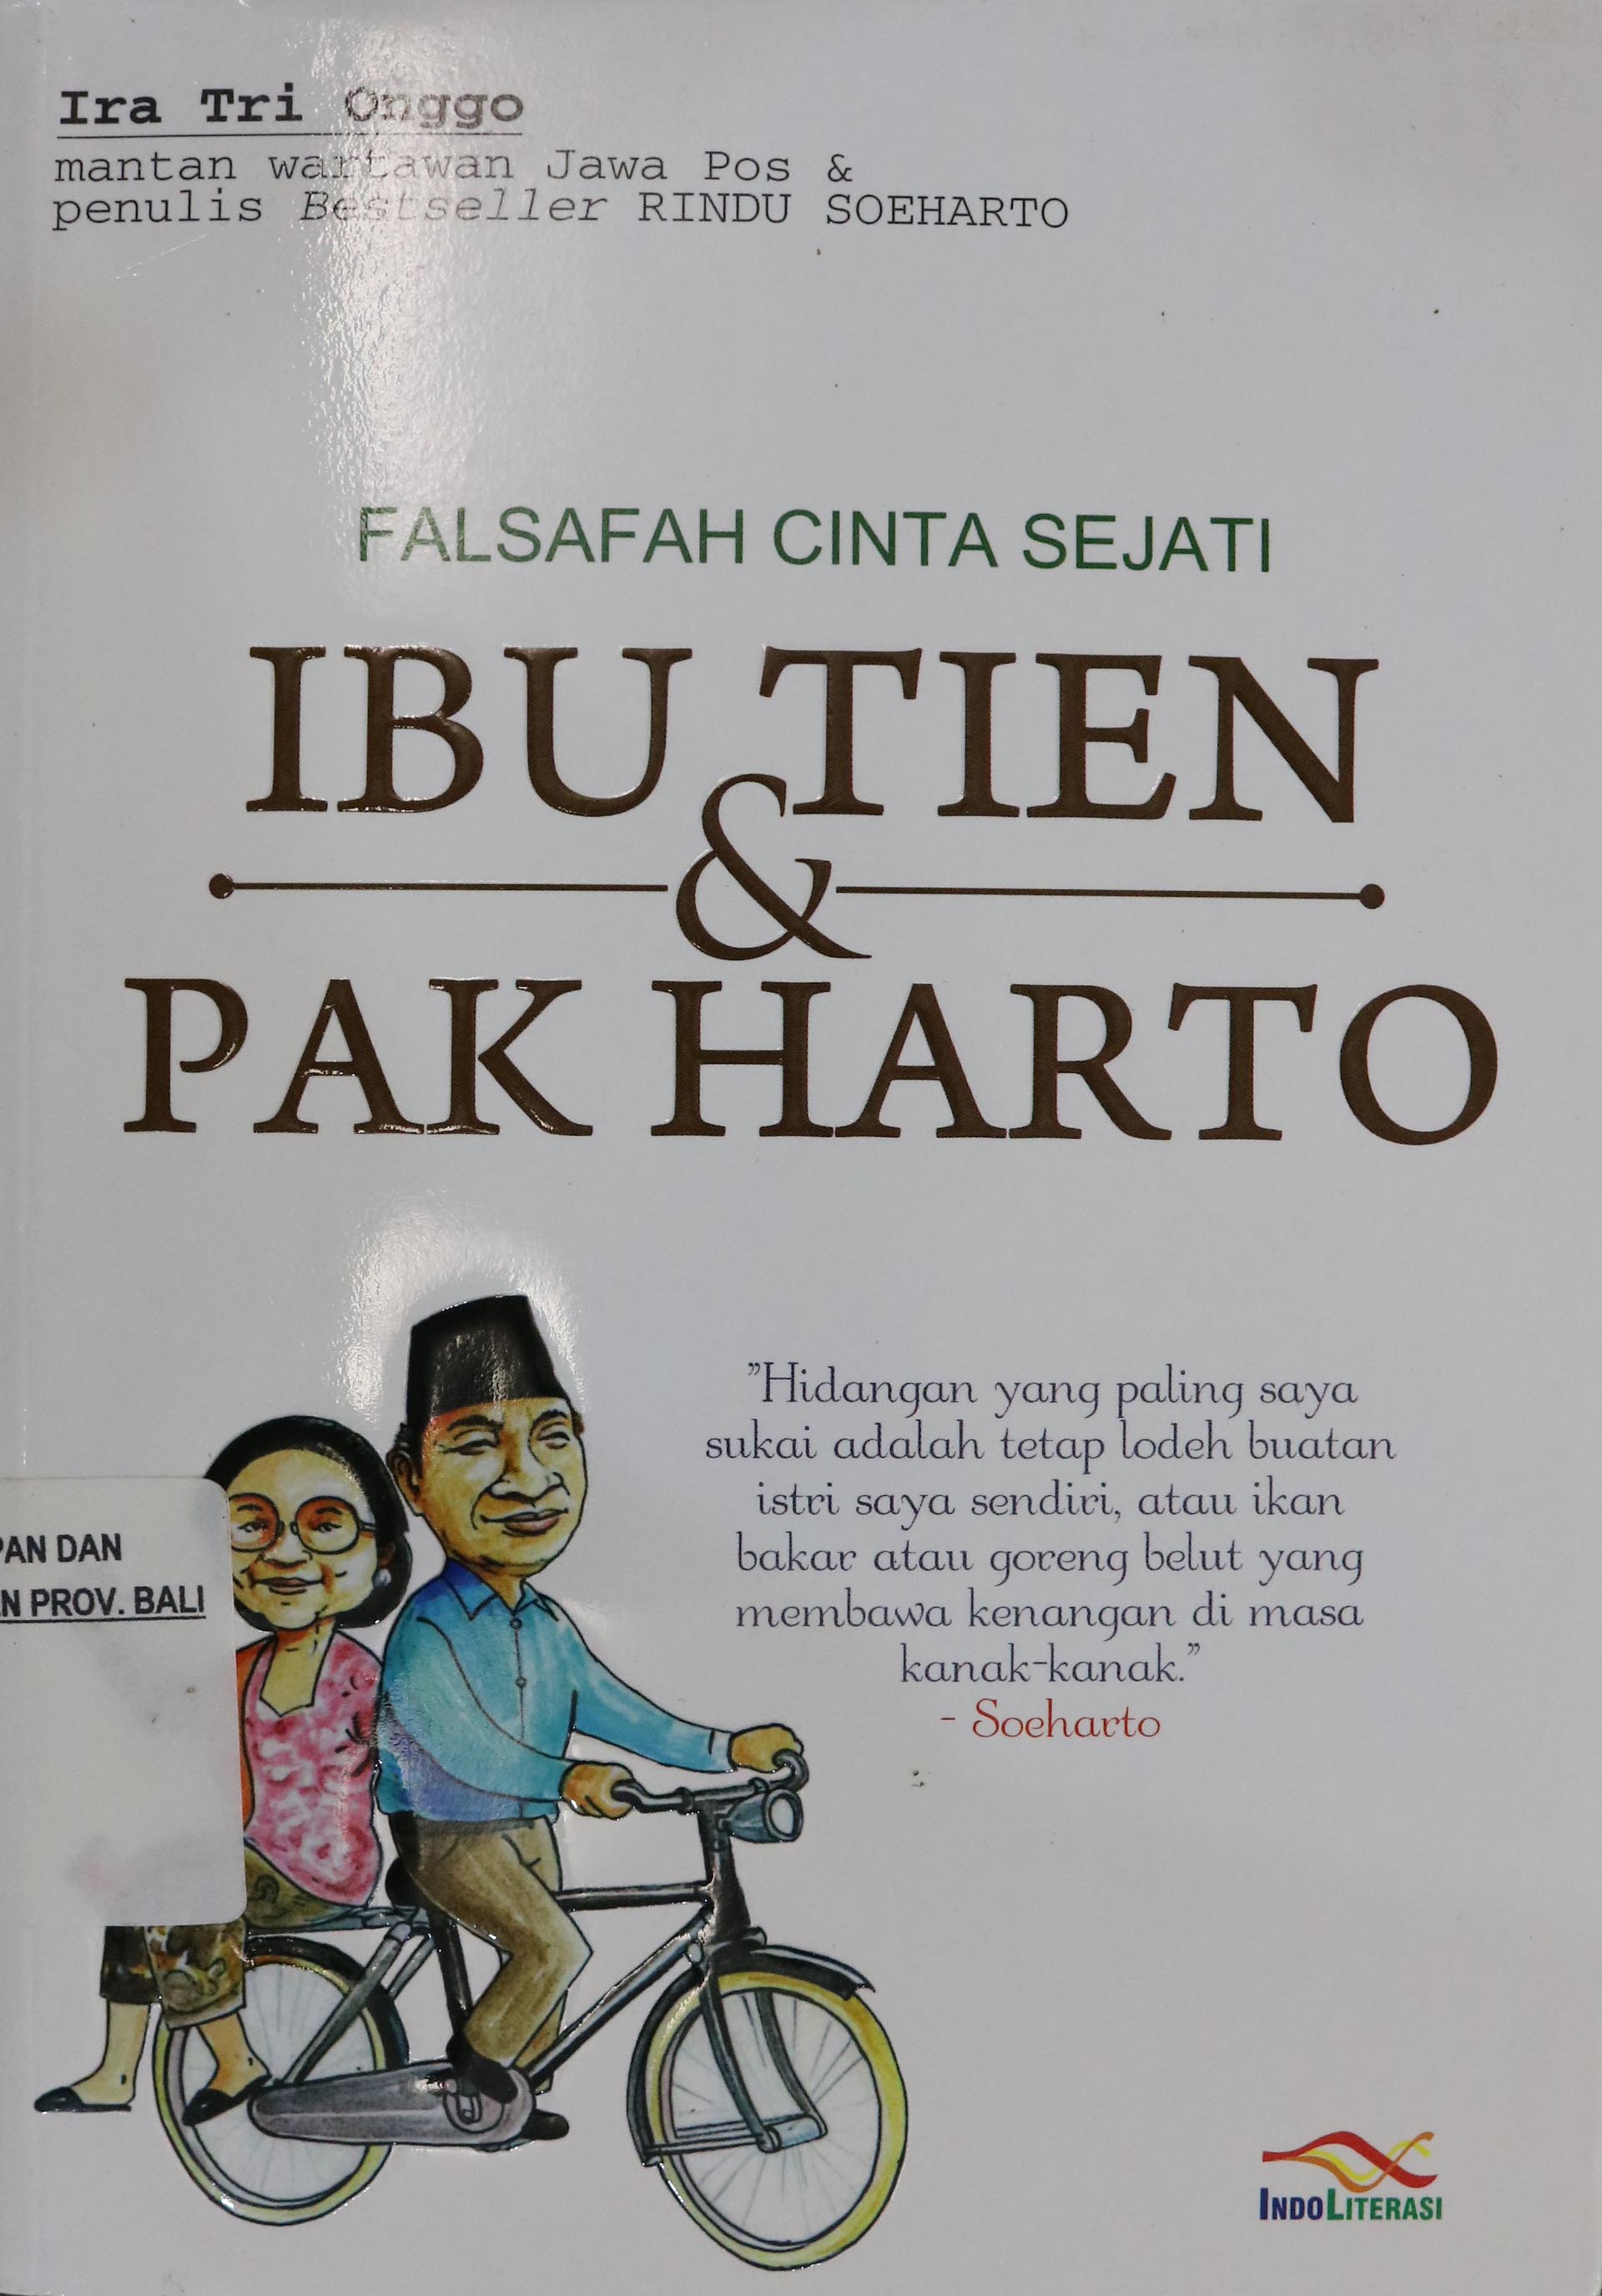 Ira Tri Onggo
mantan wartawan Jawa Pos &
penulis Bestseller RINDU SOEHARTO
FALSAFAH CINTA SEJATI
IBU TIEN
&
PAK HARTO
"Hidangan yang paling saya
sukai adalah tetap lodeh buatan
istri saya sendiri, atau ikan
bakar atau goreng belut yang
membawa kenangan di masa
kanak-kanak."
- Soeharto
PAN DAN
N PROV. BALI
INDOLITERASI